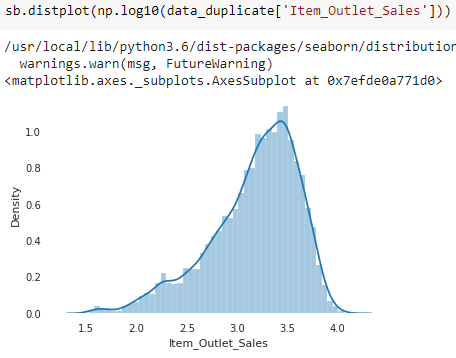 sb.distplot(np.log10(data_duplicate['Item_Outlet_Sales']))
/usr/local/lib/python3.6/dist-packages/seaborn/distribution
warnings.warn(msg, FutureWarning)
<matplotlib.axes._subplots.AxesSubplot at 0x7efde0a771d0>
1.0
0.8
0.6
0.4
0.2
0.0
Density
1.5 2.0 2.5 3.0 3.5 4.0
Item_Outlet_Sales